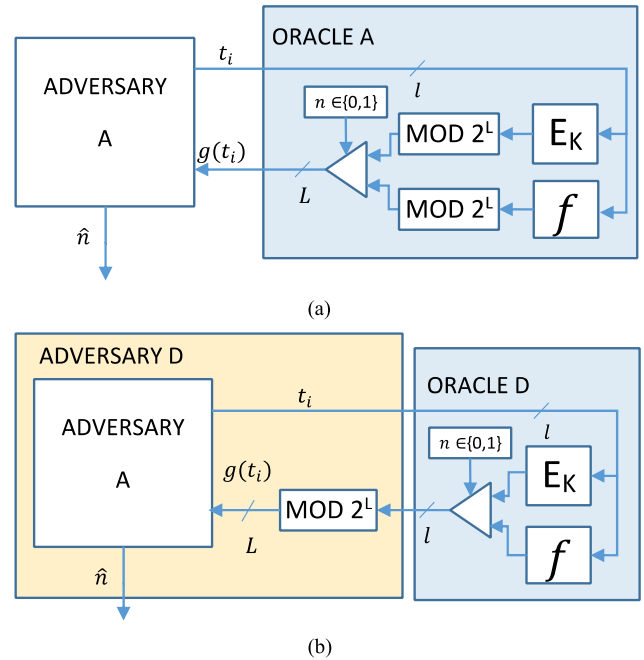 ORACLE A
ADVERSARY
A
t_i
l
n ∈{0,1}
MOD 2^L
E_K
g(t_i)
L
MOD 2^L
f
n̂
(a)
ADVERSARY D
ORACLE D
ADVERSARY
A
t_i
l
n ∈{0,1}
g(t_i)
E_K
MOD 2^L
L
l
f
n̂
(b)